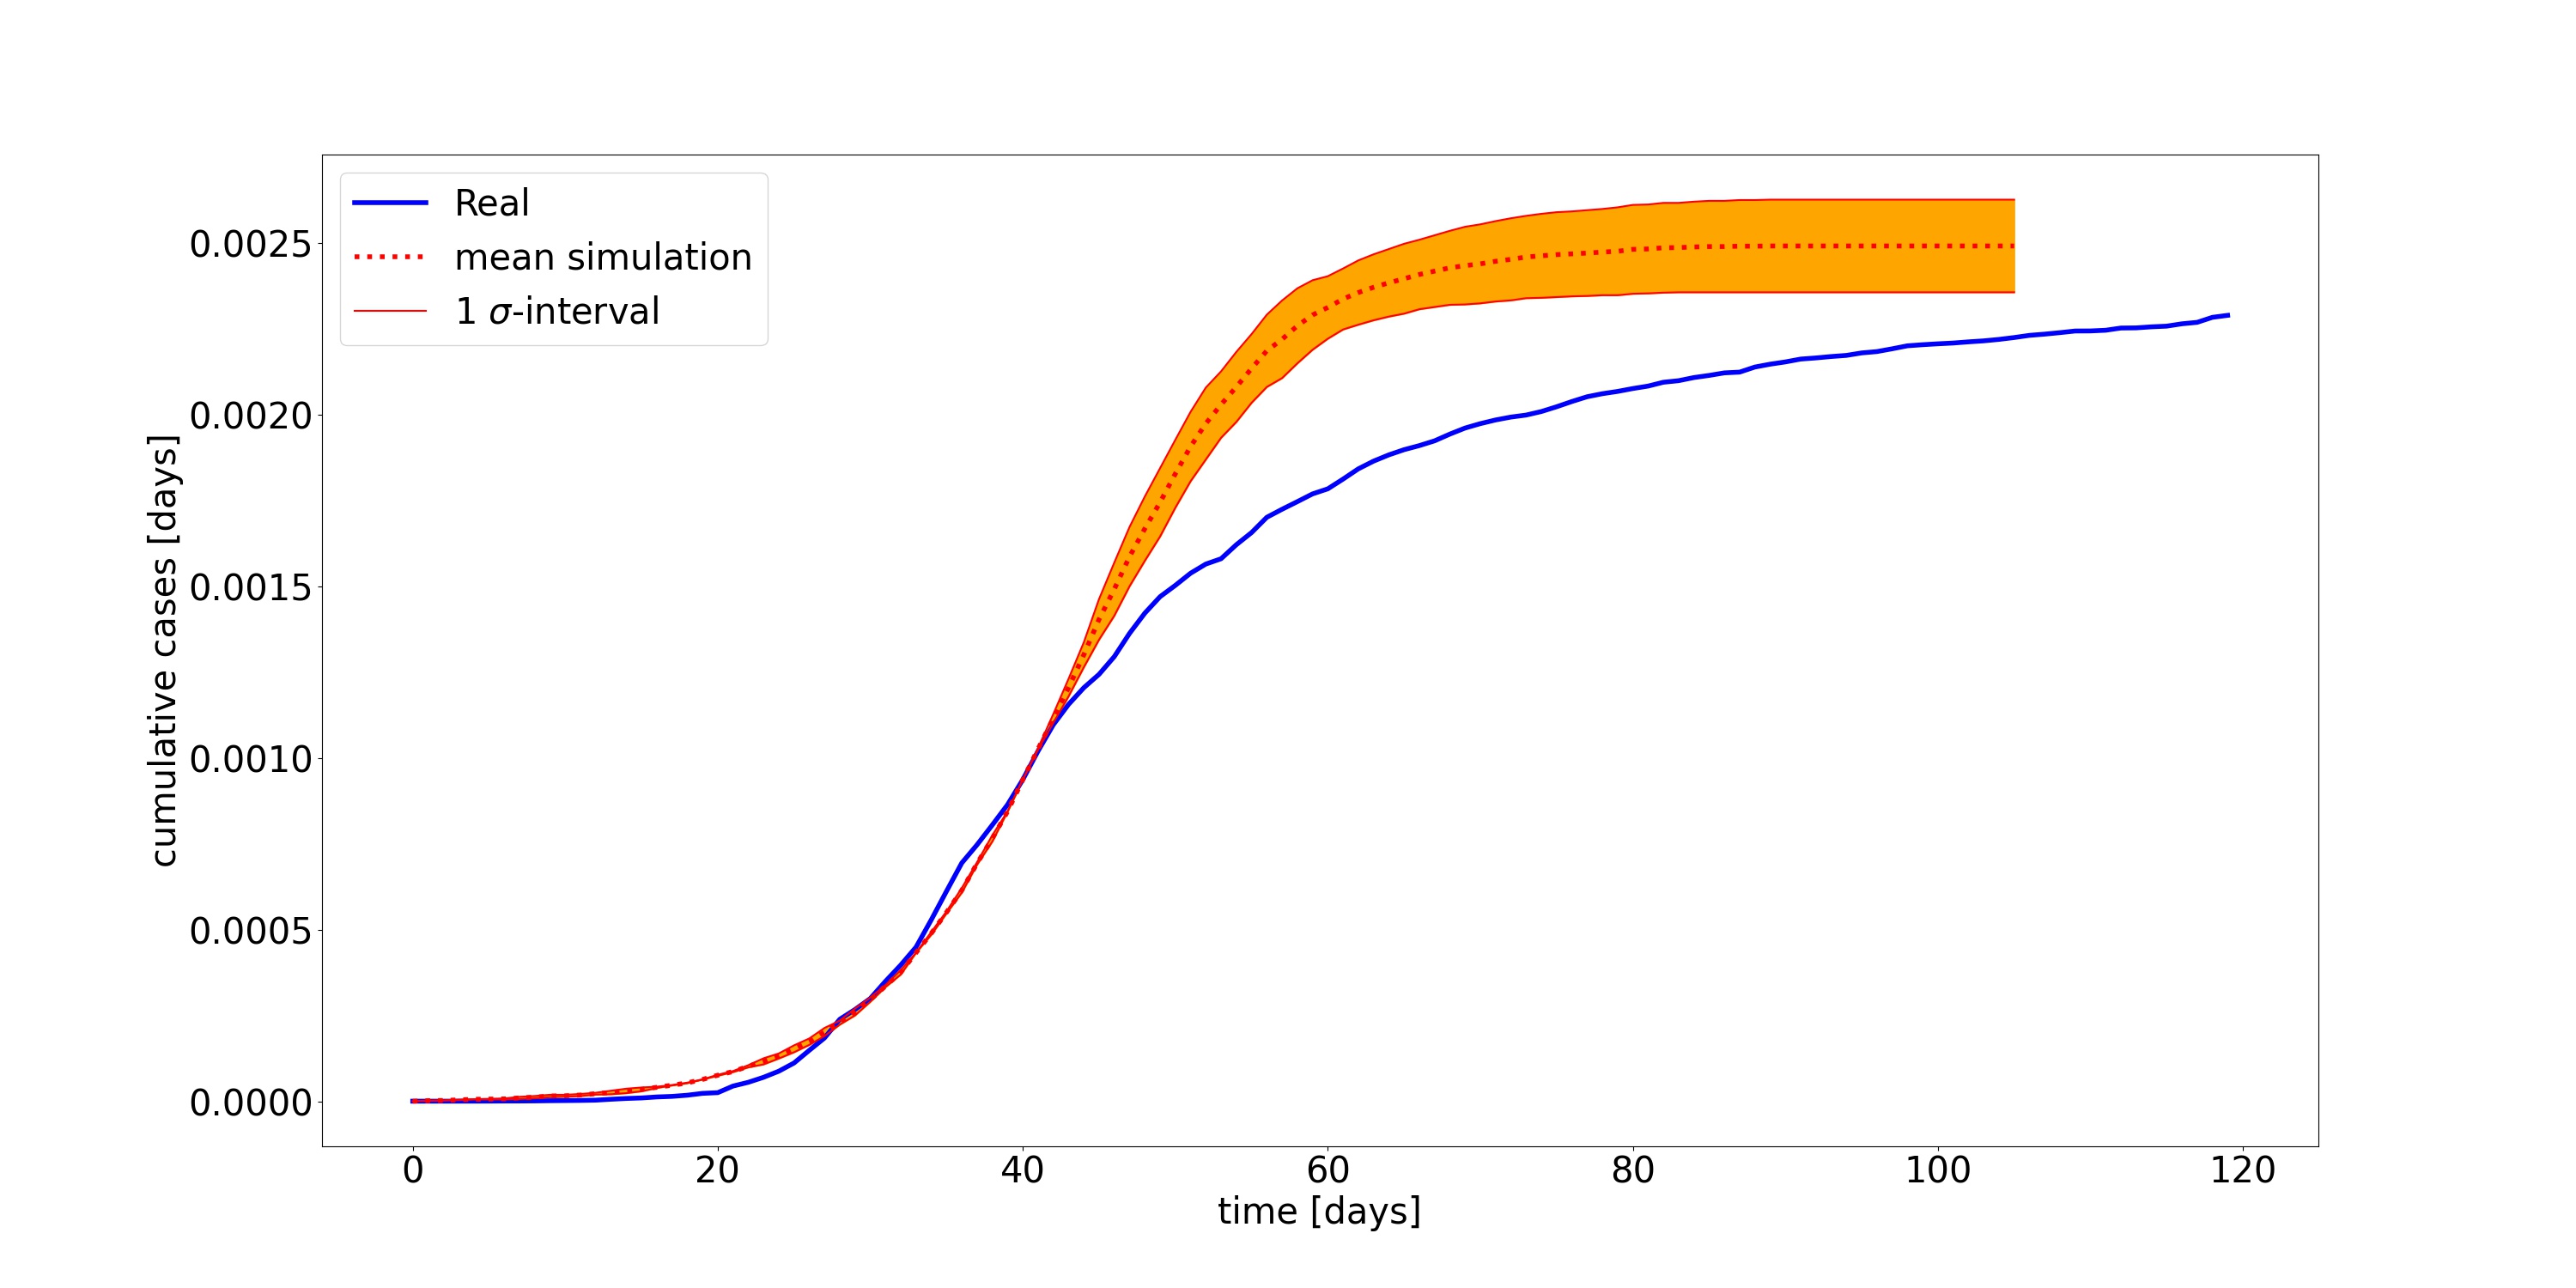 Real
mean simulation
1 σ-interval
0.0025
0.0020
0.0015
0.0010
0.0005
0.0000
cumulative cases [days]
0 20 40 60 80 100 120
time [days]